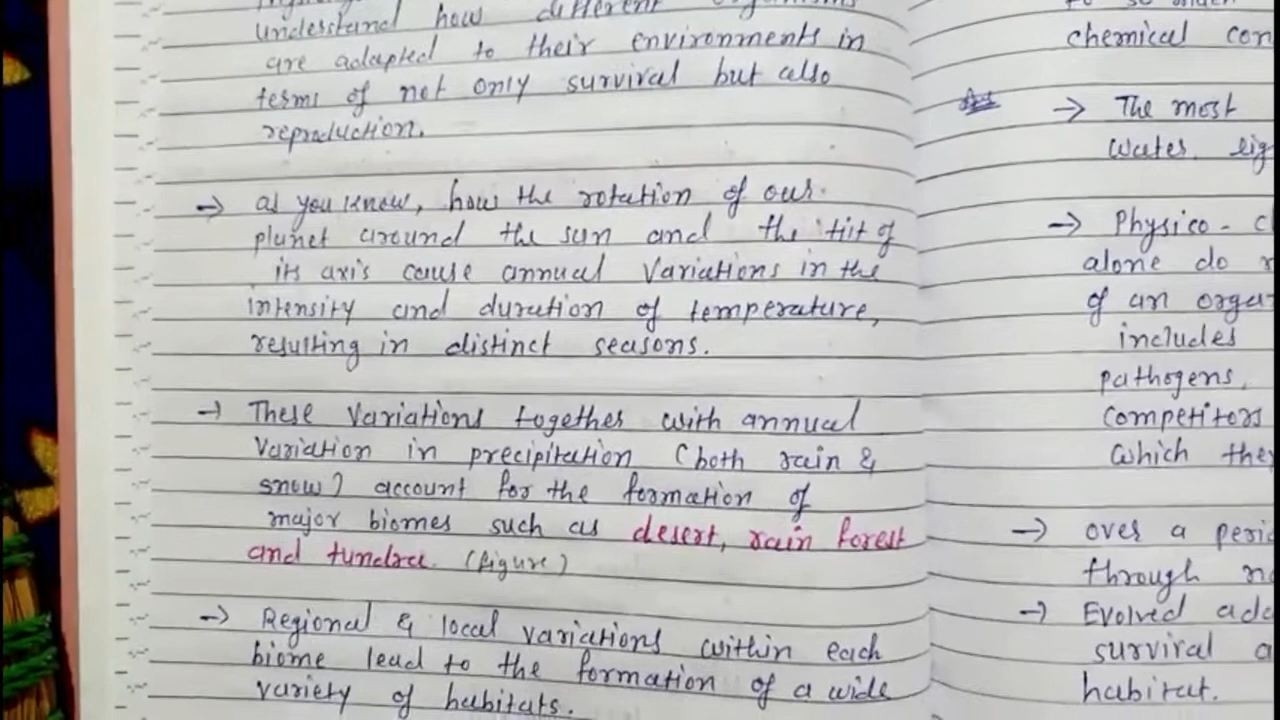 understand how different organisms
are adapted to their environments in
terms of not only survival but also
reproduction.
→ as you know, how the rotation of our
planet around the sun and the tilt of
its axis cause annual variations in the
intensity and duration of temperature,
resulting in distinct seasons.
→ These variations together with annual
variation in precipitation (both rain &
snow) account for the formation of
major biomes such as desert, rain forest
and tundra. (figure)
→ Regional & local variations within each
biome lead to the formation of a wide
variety of habitats.
chemical con
→ The most
water.
→ Physico-c
alone do
of an orga
includes
pathogens,
competitors
which they
→ over a perio
through
→ Evolved ada
survival a
habitat.